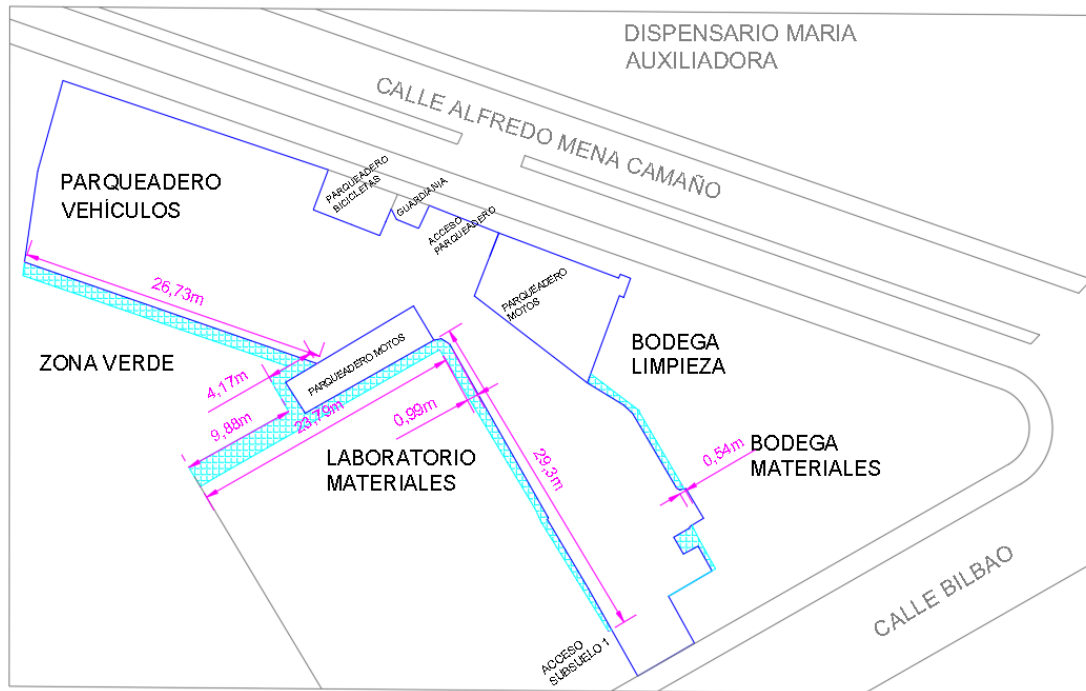 DISPENSARIO MARIA
AUXILIADORA
CALLE ALFREDO MENA CAMAÑO
PARQUEADERO
VEHÍCULOS
PARQUEADERO
BICICLETAS
GUARDIANIA
ACCESO
PARQUEADERO
PARQUEADERO
MOTOS
26,73m
ZONA VERDE
PARQUEADERO MOTOS
BODEGA
LIMPIEZA
4,17m
9,88m
23,79m
0,99m
LABORATORIO
MATERIALES
29,3m
0,54m
BODEGA
MATERIALES
CALLE BILBAO
ACCESO
SUBSUELO 1